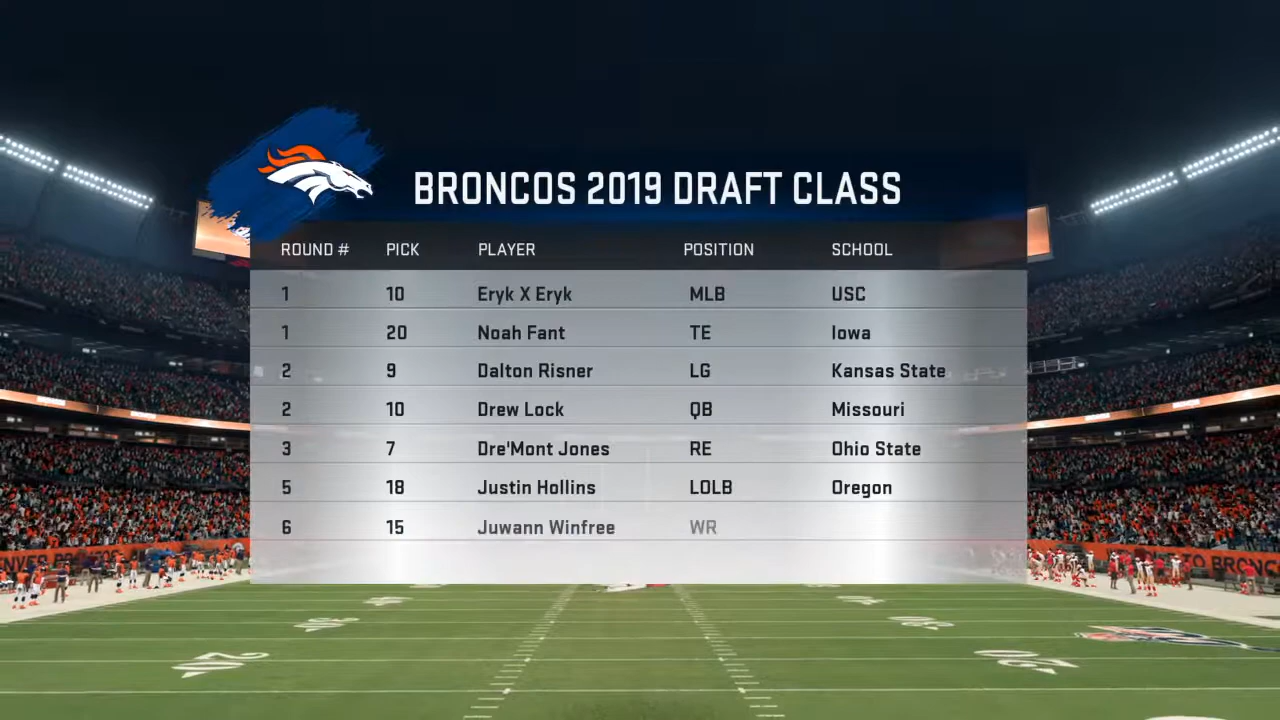 BRONCOS 2019 DRAFT CLASS
ROUND # PICK PLAYER POSITION SCHOOL
1 10 Eryk X Eryk MLB USC
1 20 Noah Fant TE Iowa
2 9 Dalton Risner LG Kansas State
2 10 Drew Lock QB Missouri
3 7 Dre'Mont Jones RE Ohio State
5 18 Justin Hollins LOLB Oregon
6 15 Juwann Winfree WR